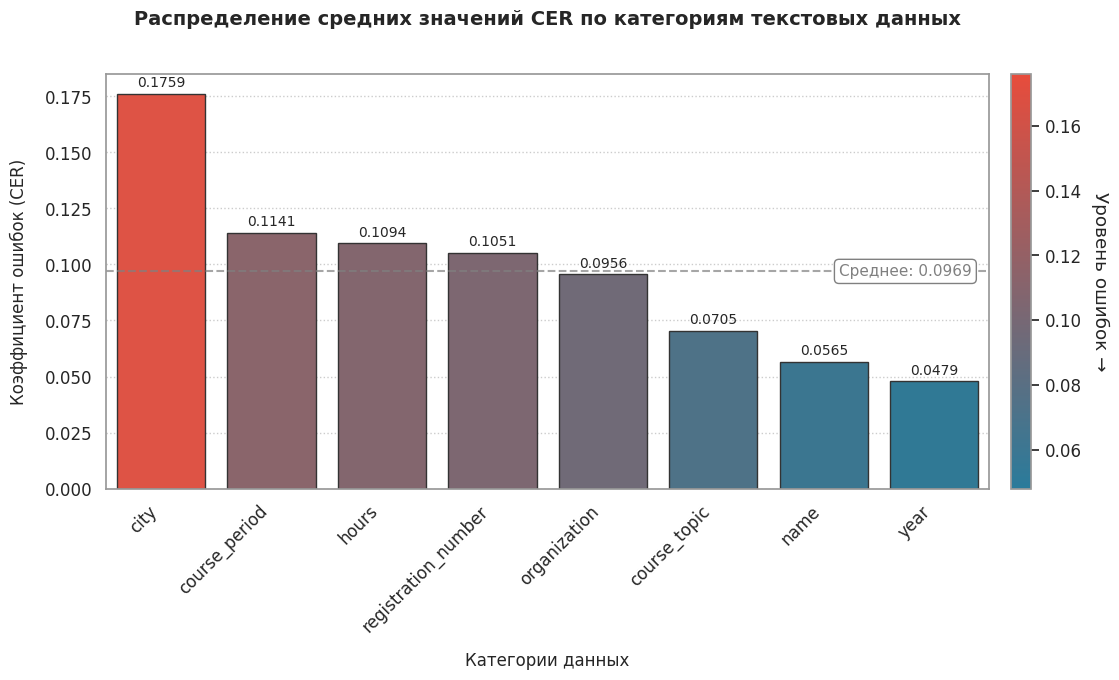 Распределение средних значений CER по категориям текстовых данных
Коэффициент ошибок (CER)
0.175
0.150
0.125
0.100
0.075
0.050
0.025
0.000
0.1759
0.1141
0.1094
0.1051
0.0956
0.0705
0.0565
0.0479
Среднее: 0.0969
city
course_period
hours
registration_number
organization
course_topic
name
year
Категории данных
0.16
0.14
0.12
0.10
0.08
0.06
Уровень ошибок →